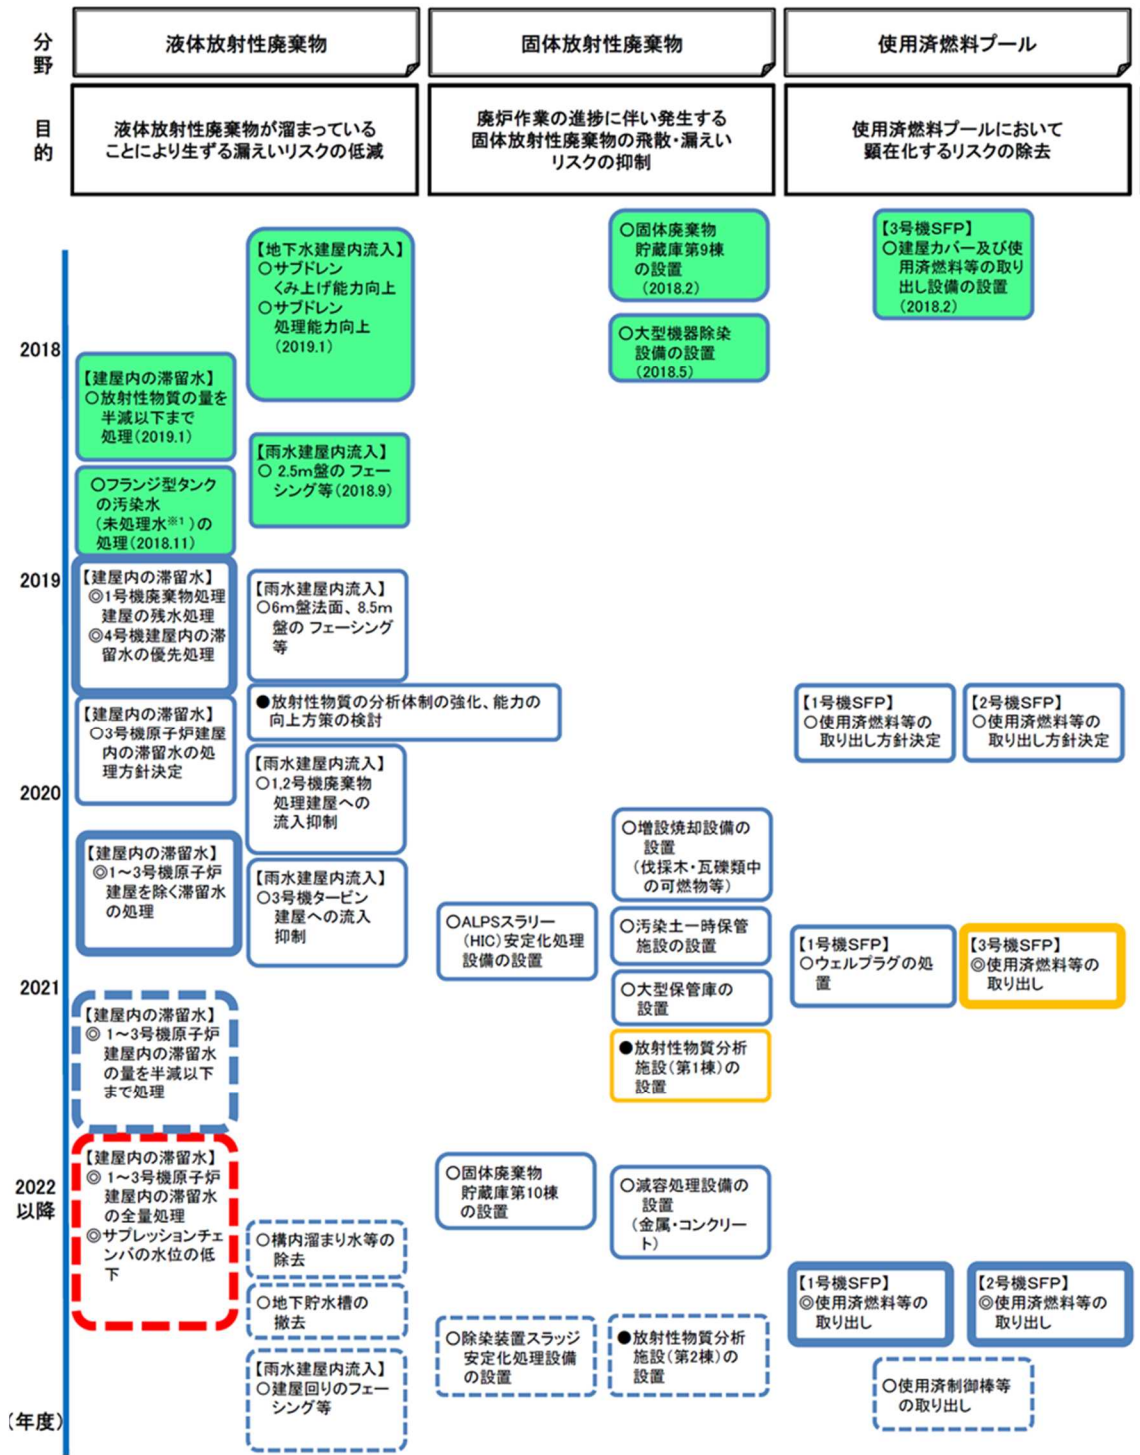 分野
液体放射性廃棄物
固体放射性廃棄物
使用済燃料プール
目的
液体放射性廃棄物が溜まっている
ことにより生ずる漏えいリスクの低減
廃炉作業の進捗に伴い発生する
固体放射性廃棄物の飛散・漏えい
リスクの抑制
使用済燃料プールにおいて
顕在化するリスクの除去
【地下水建屋内流入】
○サブドレン
くみ上げ能力向上
○サブドレン
処理能力向上
(2019.1)
○固体廃棄物
貯蔵庫第9棟
の設置
(2018.2)
【3号機SFP】
○建屋カバー及び使
用済燃料等の取り
出し設備の設置
(2018.2)
○大型機器除染
設備の設置
(2018.5)
2018
【建屋内の滞留水】
○放射性物質の量を
半減以下まで
処理(2019.1)
【雨水建屋内流入】
○ 2.5m盤の フェー
シング等(2018.9)
○フランジ型タンク
の汚染水
(未処理水※1)の
処理(2018.11)
2019
【建屋内の滞留水】
◎1号機廃棄物処理
建屋の残水処理
◎4号機建屋内の滞
留水の優先処理
【雨水建屋内流入】
○6m盤法面、8.5m
盤の フェーシング
等
●放射性物質の分析体制の強化、能力の
向上方策の検討
【1号機SFP】
○使用済燃料等の
取り出し方針決定
【2号機SFP】
○使用済燃料等の
取り出し方針決定
【建屋内の滞留水】
○3号機原子炉建屋
内の滞留水の処
理方針決定
【雨水建屋内流入】
○1,2号機廃棄物
処理建屋への
流入抑制
2020
【建屋内の滞留水】
◎1～3号機原子炉
建屋を除く滞留水
の処理
【雨水建屋内流入】
○3号機タービン
建屋への流入
抑制
○増設焼却設備の
設置
(伐採木・瓦礫類中
の可燃物等)
○ALPSスラリー
(HIC)安定化処理
設備の設置
○汚染土一時保管
施設の設置
○大型保管庫の
設置
【1号機SFP】
○ウェルプラグの処
置
【3号機SFP】
◎使用済燃料等の
取り出し
2021
【建屋内の滞留水】
◎ 1～3号機原子炉
建屋内の滞留水
の量を半減以下
まで処理
●放射性物質分析
施設(第1棟)の
設置
2022
以降
【建屋内の滞留水】
◎ 1～3号機原子炉
建屋内の滞留水
の全量処理
◎サプレッションチェ
ンバの水位の低
下
○構内溜まり水等の
除去
○地下貯水槽の
撤去
【雨水建屋内流入】
○建屋回りのフェー
シング等
○固体廃棄物
貯蔵庫第10棟
の設置
○減容処理設備の
設置
(金属・コンクリー
ト)
○除染装置スラッジ
安定化処理設備
の設置
●放射性物質分析
施設(第2棟)の
設置
【1号機SFP】
◎使用済燃料等の
取り出し
【2号機SFP】
◎使用済燃料等の
取り出し
○使用済制御棒等
の取り出し
(年度)